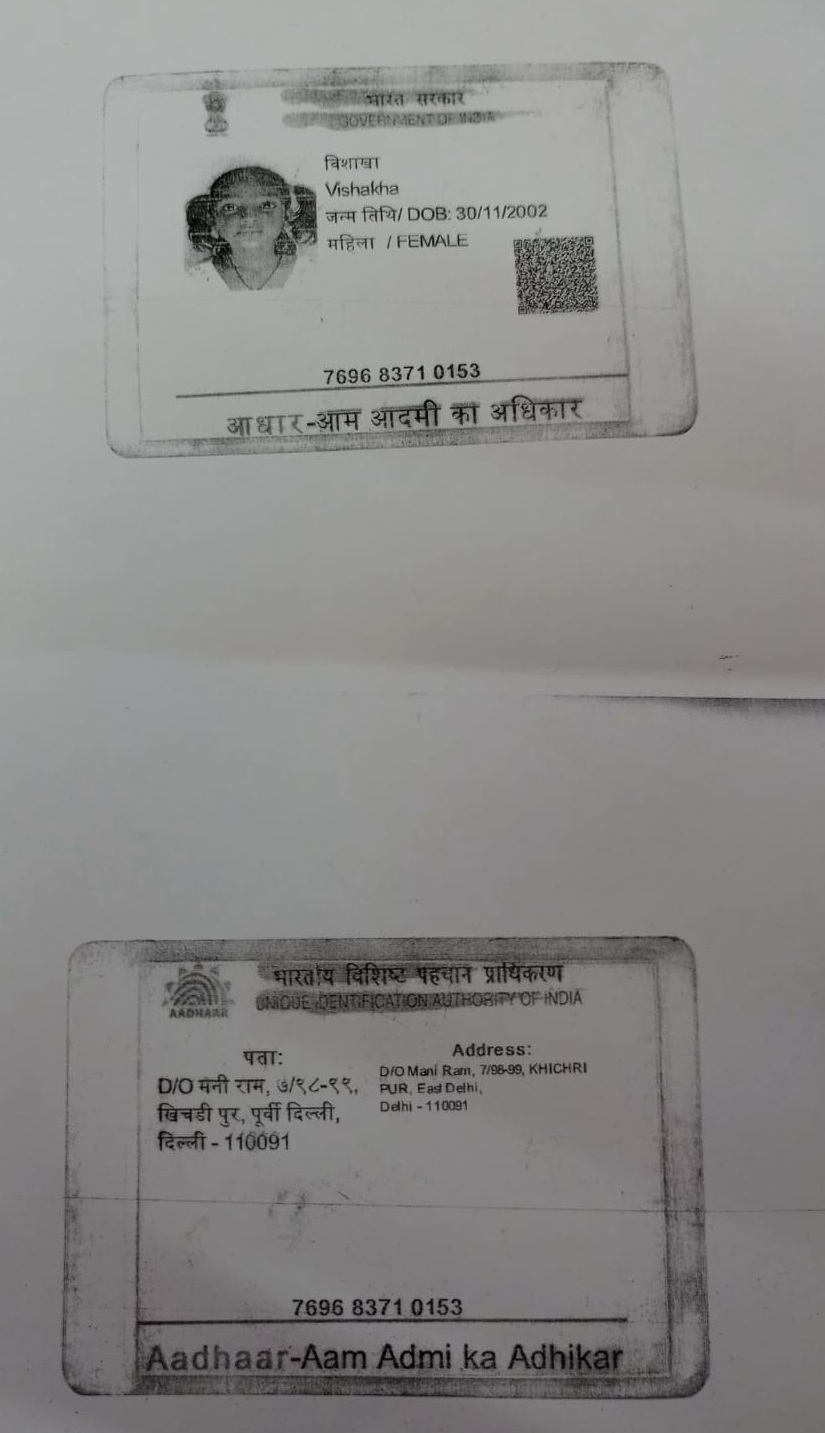 भारत सरकार
GOVERNMENT OF INDIA
विशाखा
Vishakha
जन्म तिथि/ DOB: 30/11/2002
महिला / FEMALE
7696 8371 0153
आधार-आम आदमी का अधिकार
भारतीय विशिष्ट पहचान प्राधिकरण
UNIQUE IDENTIFICATION AUTHORITY OF INDIA
AADHAAR
पता:
D/O मनी राम, ७/९८-९९,
खिचडी पुर, पूर्वी दिल्ली,
दिल्ली - 110091
Address:
D/O Mani Ram, 7/98-99, KHICHRI
PUR, East Delhi,
Delhi - 110091
7696 8371 0153
Aadhaar-Aam Admi ka Adhikar